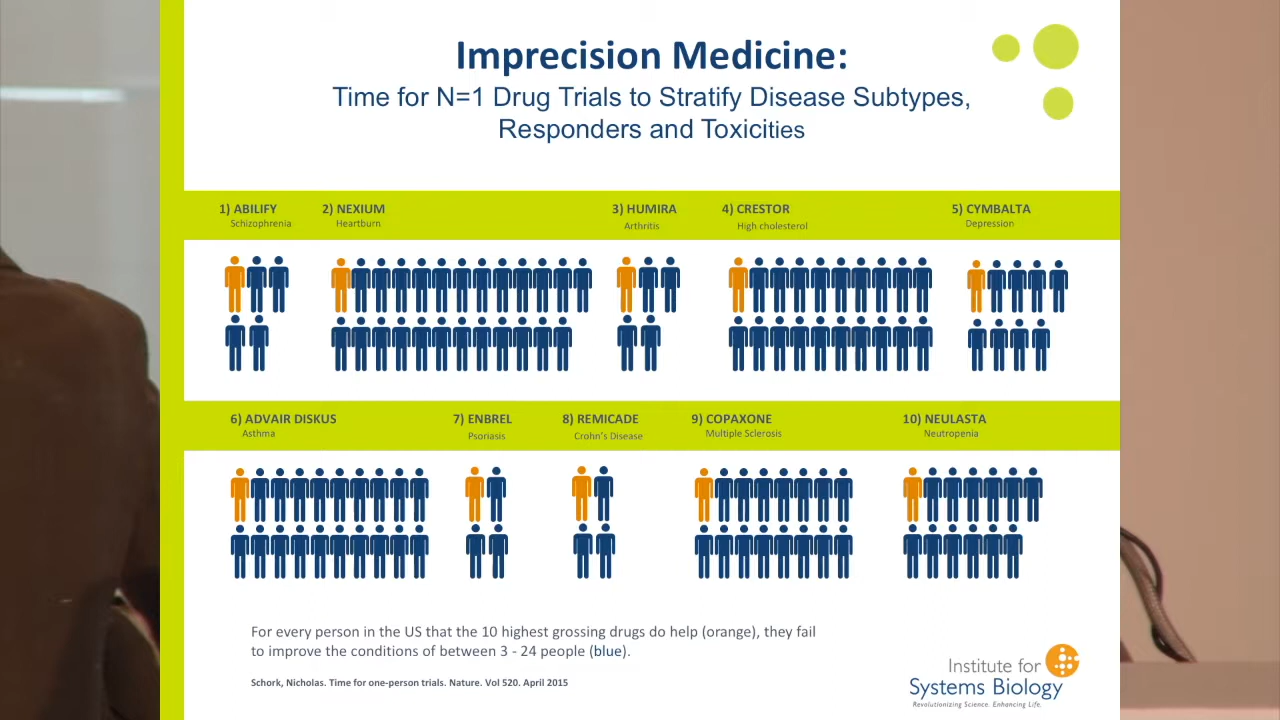 Imprecision Medicine:
Time for N=1 Drug Trials to Stratify Disease Subtypes,
Responders and Toxicities
1) ABILIFY
Schizophrenia
2) NEXIUM
Heartburn
3) HUMIRA
Arthritis
4) CRESTOR
High cholesterol
5) CYMBALTA
Depression
6) ADVAIR DISKUS
Asthma
7) ENBREL
Psoriasis
8) REMICADE
Crohn's Disease
9) COPAXONE
Multiple Sclerosis
10) NEULASTA
Neutropenia
For every person in the US that the 10 highest grossing drugs do help (orange), they fail
to improve the conditions of between 3 - 24 people (blue).
Schork, Nicholas. Time for one-person trials. Nature. Vol 520. April 2015
Institute for
Systems Biology
Revolutionizing Science. Enhancing Life.